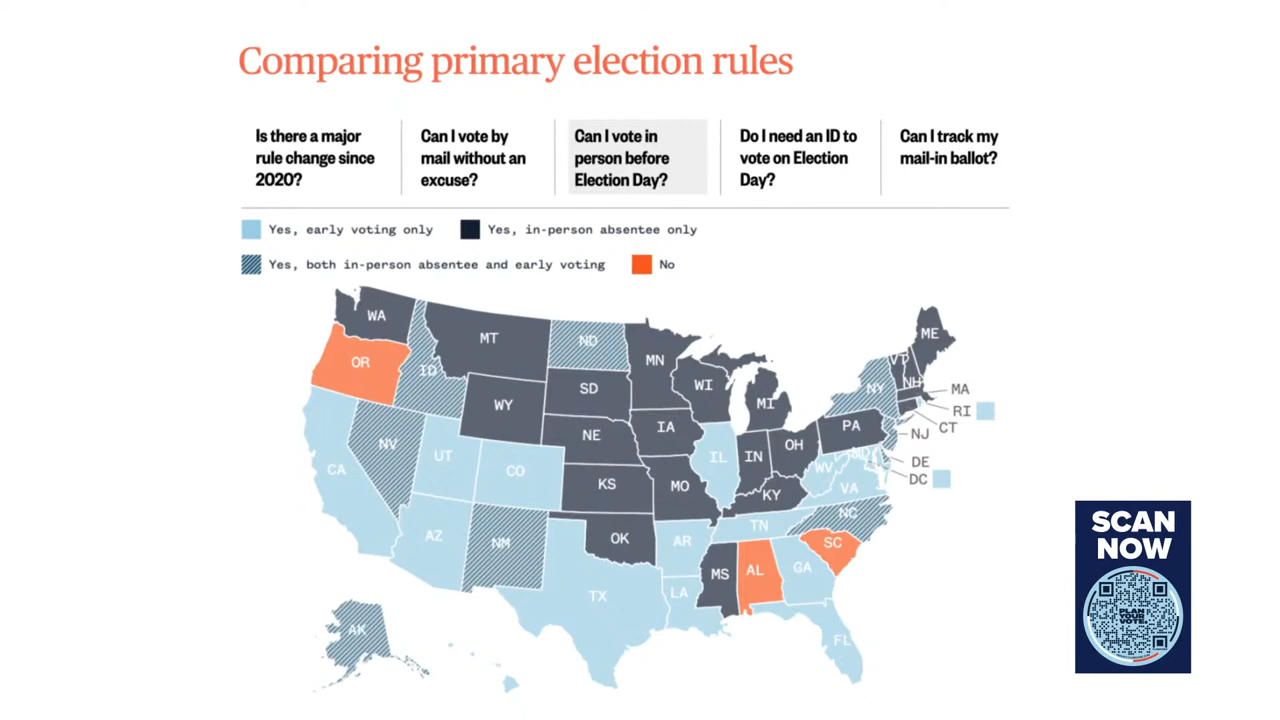 Comparing primary election rules
Is there a major
rule change since
2020?
Can I vote by
mail without an
excuse?
Can I vote in
person before
Election Day?
Do I need an ID to
vote on Election
Day?
Can I track my
mail-in ballot?
Yes, early voting only
Yes, in-person absentee only
Yes, both in-person absentee and early voting
No
WA
MT
ND
MN
ME
OR
ID
SD
WI
VT
NH
WY
MI
NY
MA
RI
CT
NE
IA
PA
NJ
NV
UT
CO
IL
IN
OH
MD
DE
DC
CA
KS
MO
KY
WV
VA
AZ
NM
OK
AR
TN
NC
SC
MS
AL
GA
TX
LA
AK
FL
SCAN
NOW
PLAN
YOUR
VOTE.